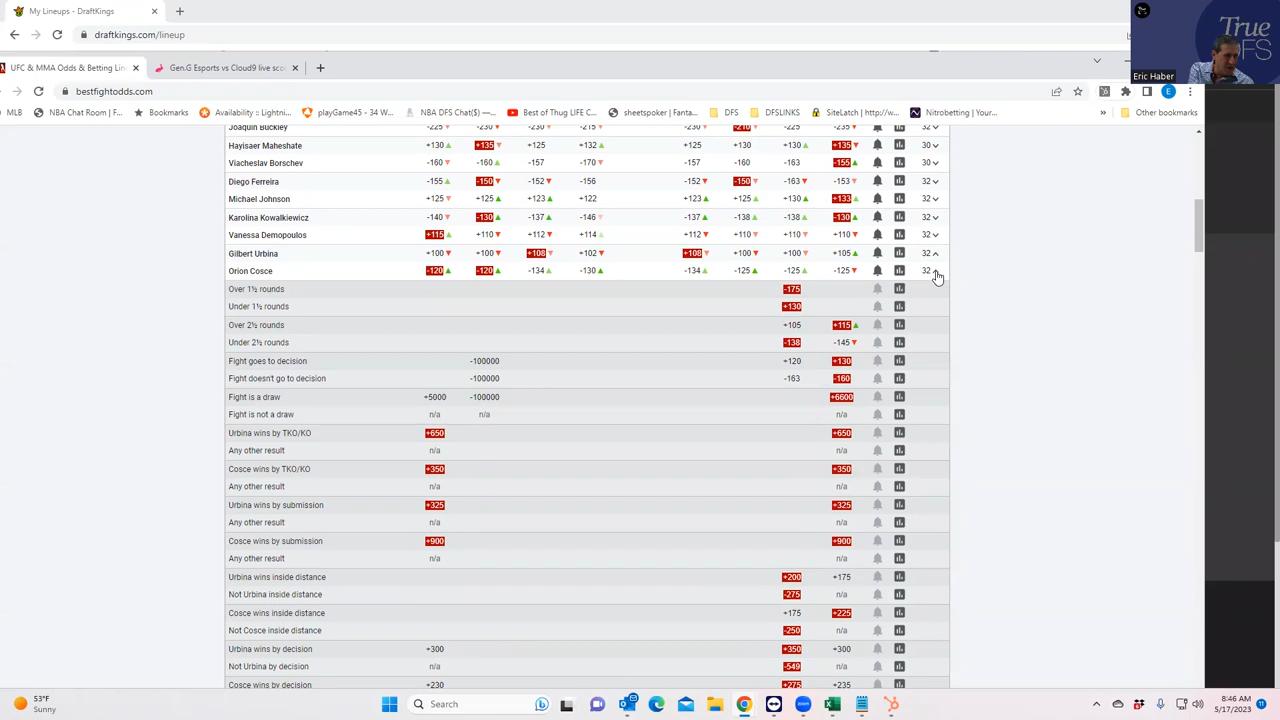 My Lineups - DraftKings
draftkings.com/lineup
True
DFS
Eric Haber
UFC & MMA Odds & Betting Lin
Gen.G Esports vs Cloud9 live sco
bestfightodds.com
MLB
NBA Chat Room | F...
Bookmarks
Availability :: Lightni...
playGame45 - 34 W...
NBA DFS Chat($) —...
Best of Thug LIFE C...
sheetspoker | Fanta...
DFS
DFSLINKS
SiteLatch | http://w...
Nitrobetting | Your...
Other bookmarks
Joaquin Buckley -225 -230 -230 -215 -230 -210 -225 -235 32
Hayisaer Maheshate +130 +135 +125 +132 +125 +130 +130 +135 30
Viacheslav Borschev -160 -160 -157 -170 -157 -160 -163 -155 30
Diego Ferreira -155 -150 -152 -156 -152 -150 -163 -153 32
Michael Johnson +125 +125 +123 +122 +123 +125 +130 +133 32
Karolina Kowalkiewicz -140 -130 -137 -146 -137 -138 -138 -130 32
Vanessa Demopoulos +115 +110 +112 +114 +112 +110 +110 +110 32
Gilbert Urbina +100 +100 +108 +102 +108 +100 +100 +105 32
Orion Cosce -120 -120 -134 -130 -134 -125 -125 -125 32
Over 1½ rounds -175
Under 1½ rounds +130
Over 2½ rounds +105 +115
Under 2½ rounds -138 -145
Fight goes to decision -100000 +120 +130
Fight doesn't go to decision -100000 -163 -160
Fight is a draw +5000 -100000 +6600
Fight is not a draw n/a n/a n/a
Urbina wins by TKO/KO +650 +650
Any other result n/a n/a
Cosce wins by TKO/KO +350 +350
Any other result n/a n/a
Urbina wins by submission +325 +325
Any other result n/a n/a
Cosce wins by submission +900 +900
Any other result n/a n/a
Urbina wins inside distance +200 +175
Not Urbina inside distance -275 n/a
Cosce wins inside distance +175 +225
Not Cosce inside distance -250 n/a
Urbina wins by decision +300 +350 +300
Not Urbina by decision n/a -549 n/a
Cosce wins by decision +230 +275 +235
53°F
Sunny
Search
8:46 AM
5/17/2023